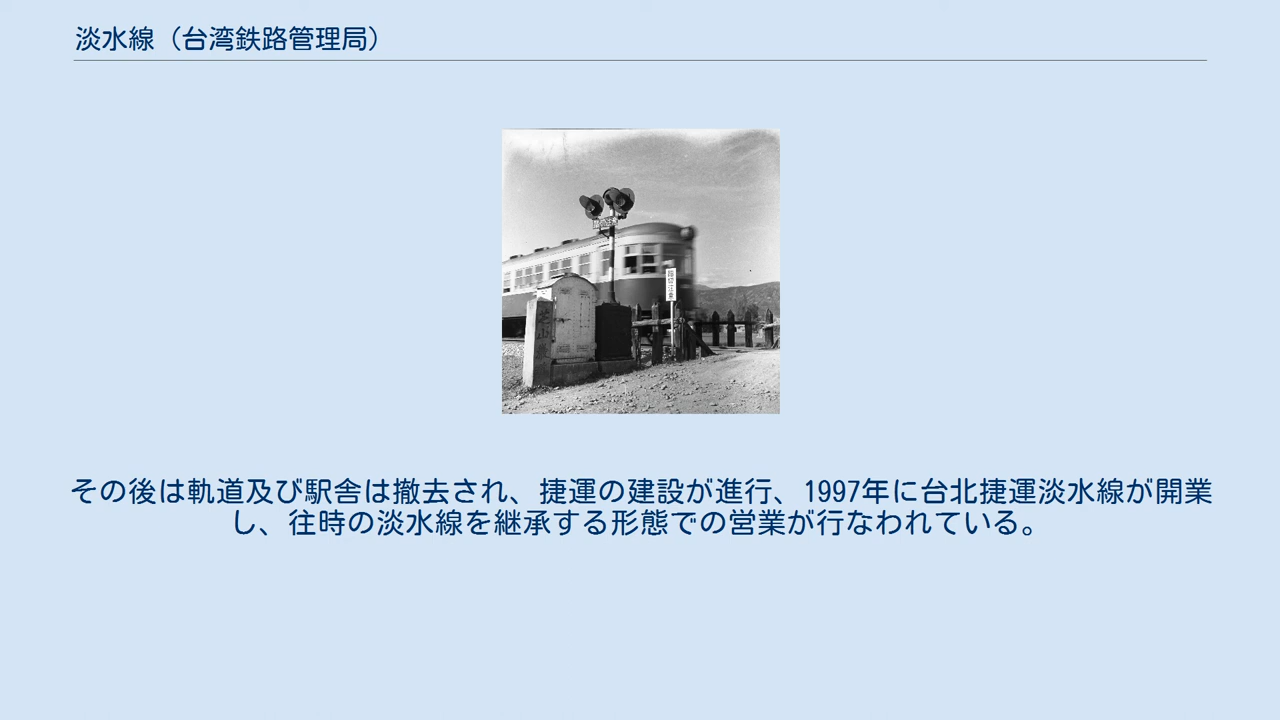 淡水線（台湾鉄路管理局）
その後は軌道及び駅舎は撤去され、捷運の建設が進行、1997年に台北捷運淡水線が開業
し、往時の淡水線を継承する形態での営業が行なわれている。